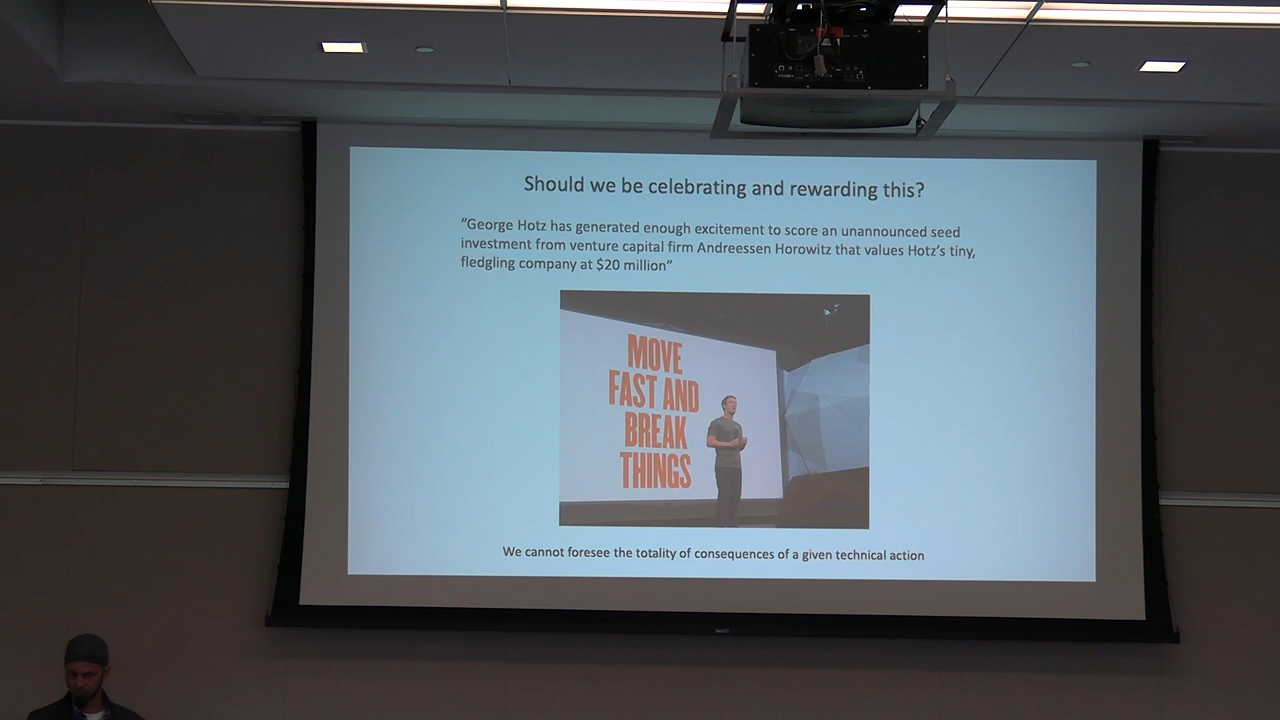 Should we be celebrating and rewarding this?
“George Hotz has generated enough excitement to score an unannounced seed
investment from venture capital firm Andreessen Horowitz that values Hotz’s tiny,
fledgling company at $20 million”
MOVE
FAST AND
BREAK
THINGS
We cannot foresee the totality of consequences of a given technical action